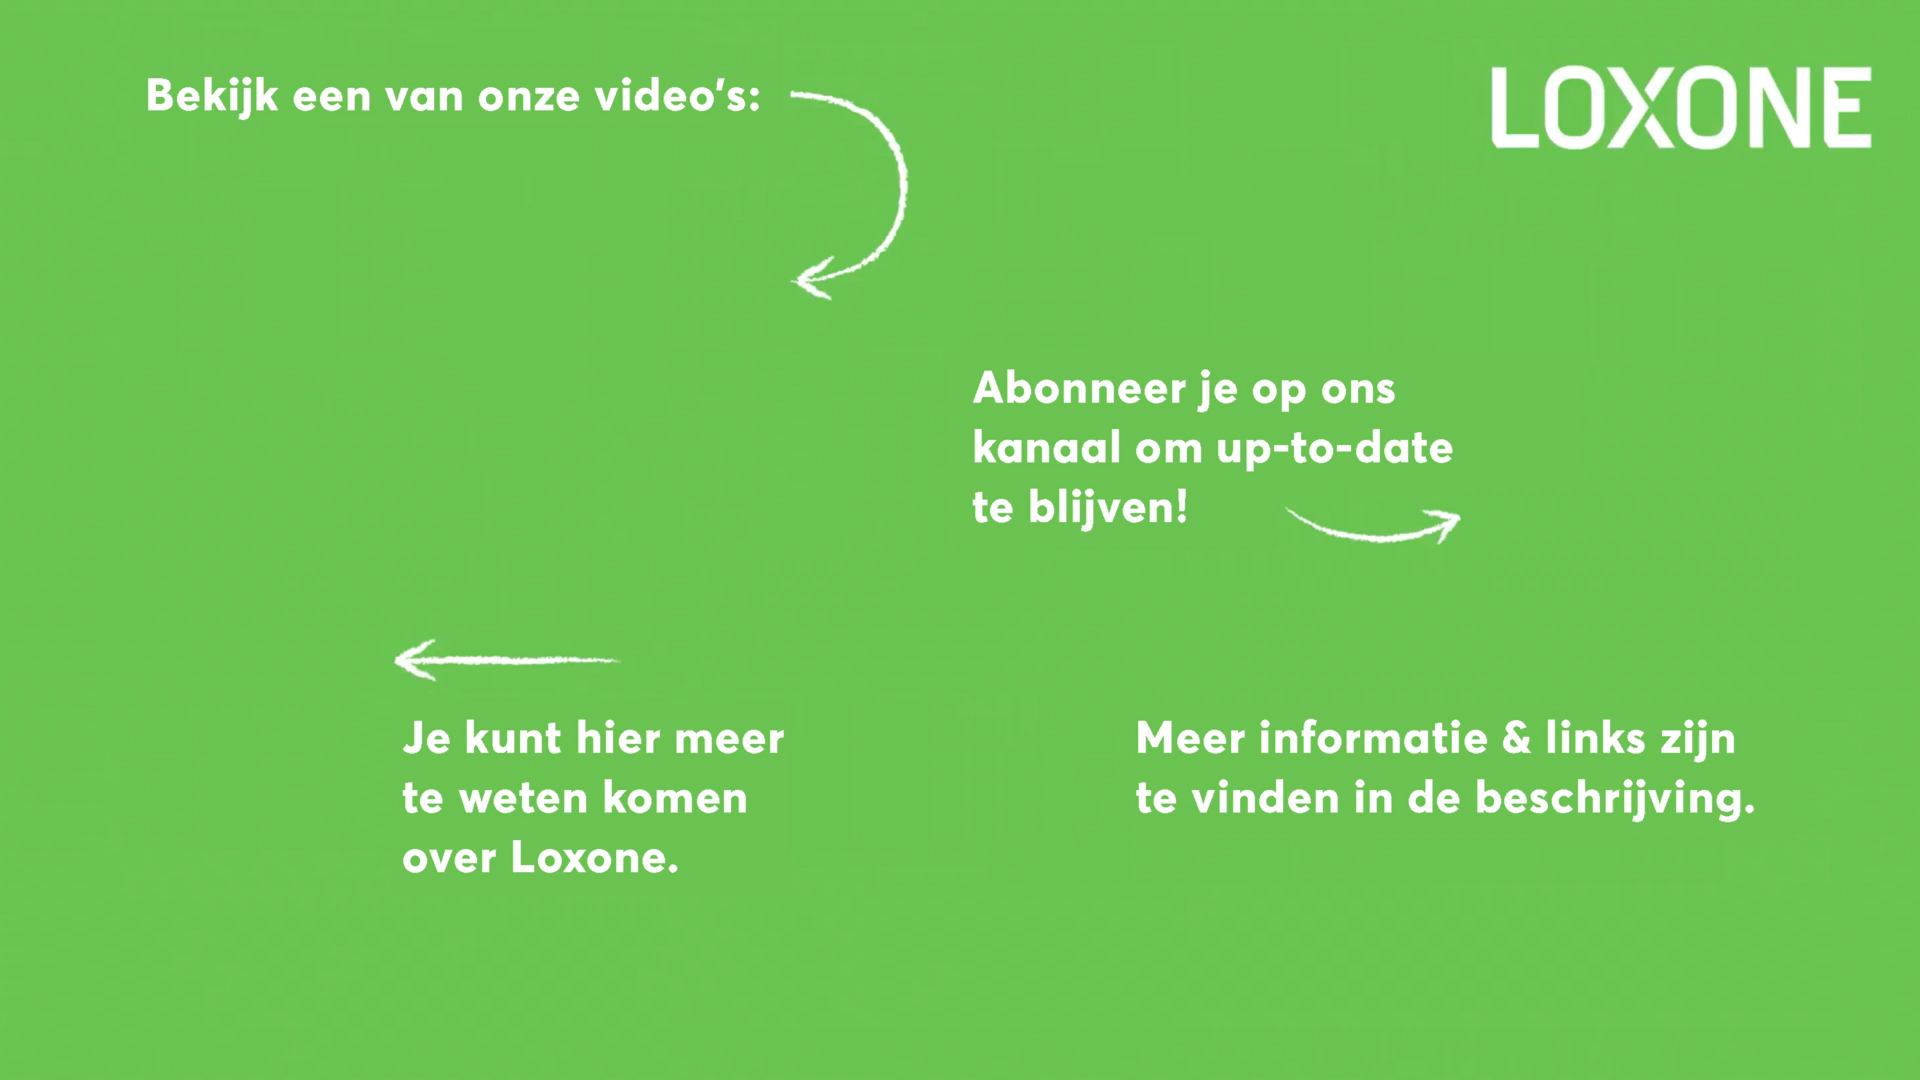 Bekijk een van onze video's:
LOXONE
Abonneer je op ons
kanaal om up-to-date
te blijven!
Je kunt hier meer
te weten komen
over Loxone.
Meer informatie & links zijn
te vinden in de beschrijving.